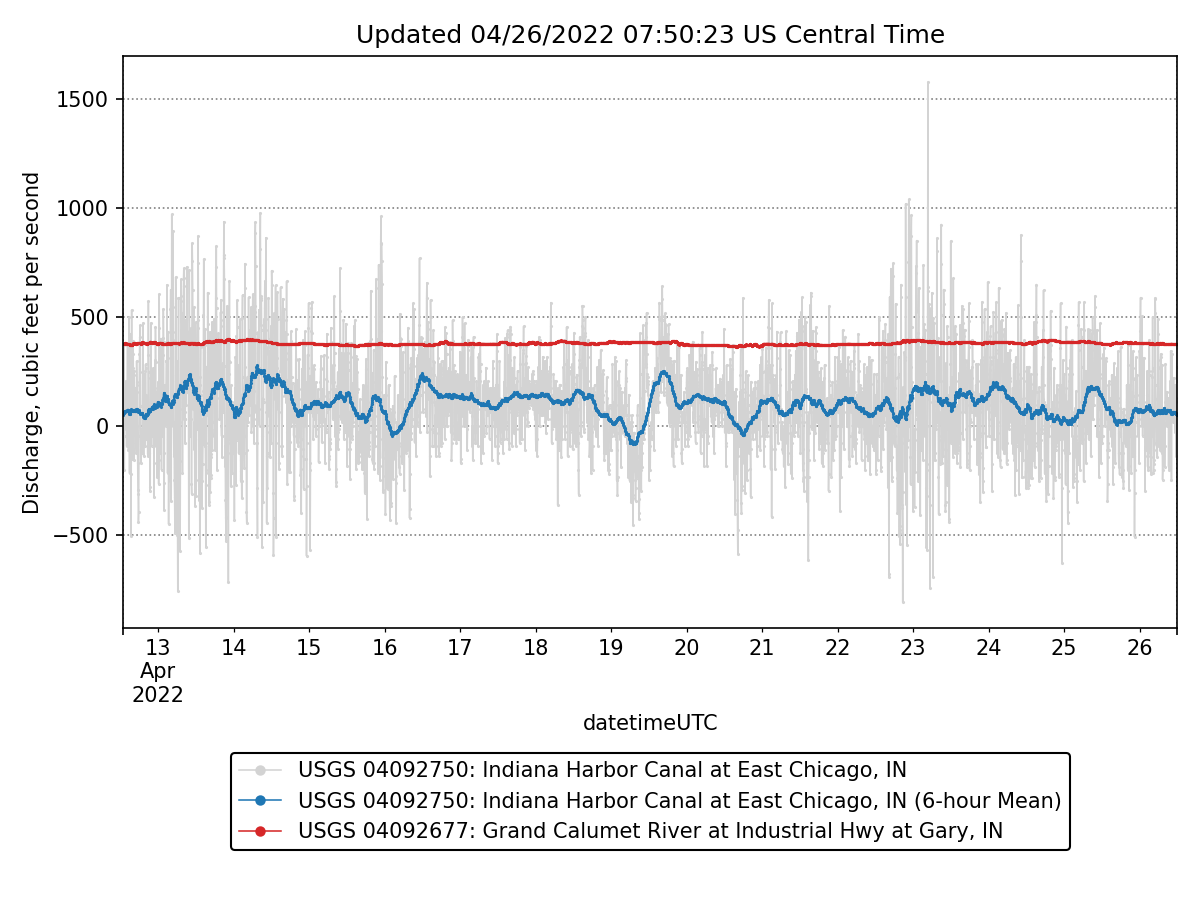 Updated 04/26/2022 07:50:23 US Central Time
Discharge, cubic feet per second
1500
1000
500
0
−500
13 14 15 16 17 18 19 20 21 22 23 24 25 26
Apr
2022
datetimeUTC
USGS 04092750: Indiana Harbor Canal at East Chicago, IN
USGS 04092750: Indiana Harbor Canal at East Chicago, IN (6-hour Mean)
USGS 04092677: Grand Calumet River at Industrial Hwy at Gary, IN